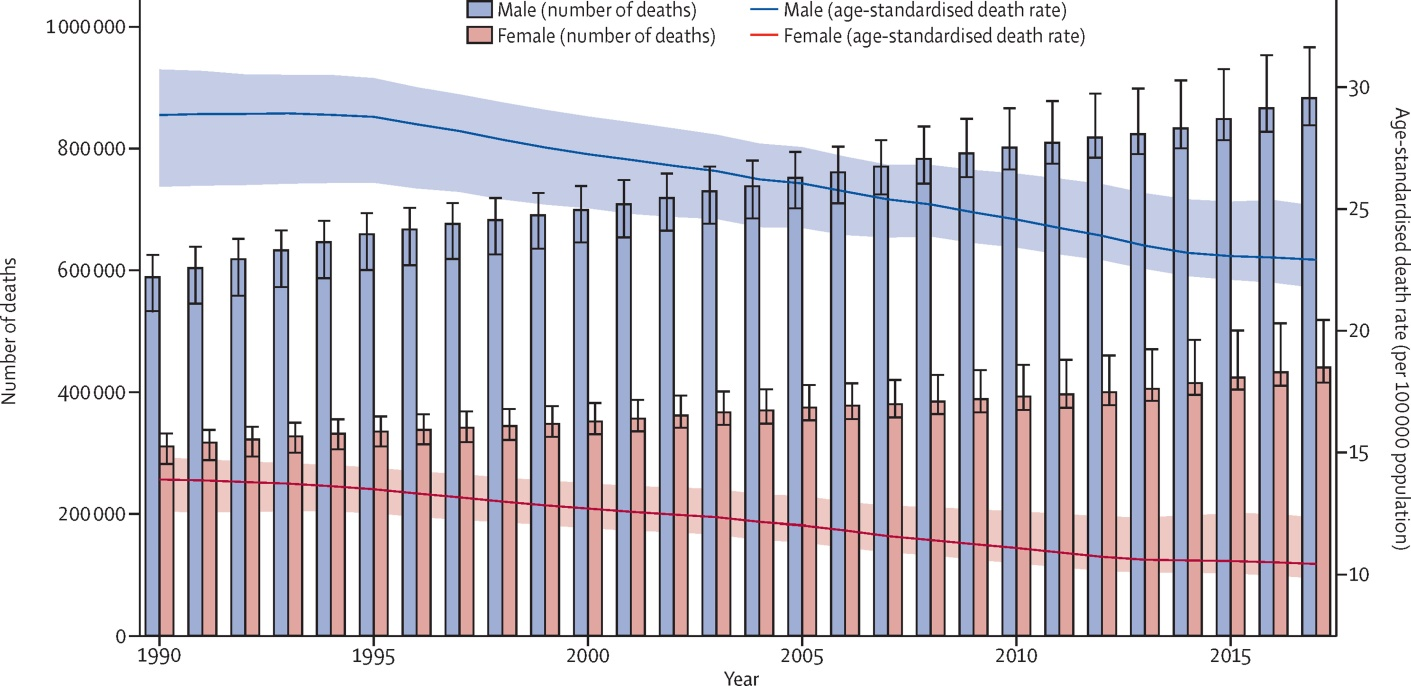 Male (number of deaths)
Female (number of deaths)
Male (age-standardised death rate)
Female (age-standardised death rate)
Number of deaths
1000 000
800 000
600 000
400 000
200 000
0
30
25
20
15
10
Age-standardised death rate (per 100 000 population)
1990 1995 2000 2005 2010 2015
Year